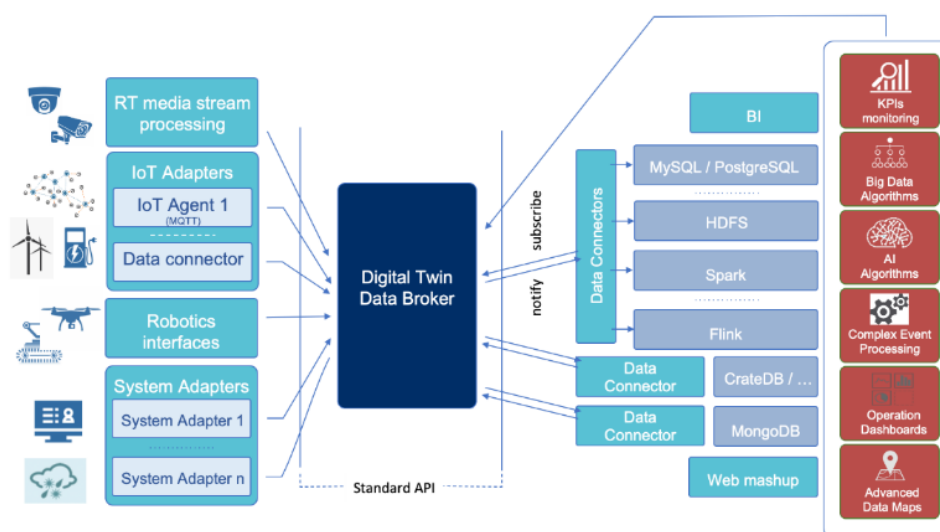 RT media stream
processing
IoT Adapters
IoT Agent 1
(MQTT)
Data connector
Robotics
interfaces
System Adapters
System Adapter 1
System Adapter n
Digital Twin
Data Broker
Standard API
subscribe
notify
Data Connectors
BI
MySQL / PostgreSQL
HDFS
Spark
Flink
Data
Connector
CrateDB / ...
Data
Connector
MongoDB
Web mashup
KPIs
monitoring
Big Data
Algorithms
AI
Algorithms
Complex Event
Processing
Operation
Dashboards
Advanced
Data Maps